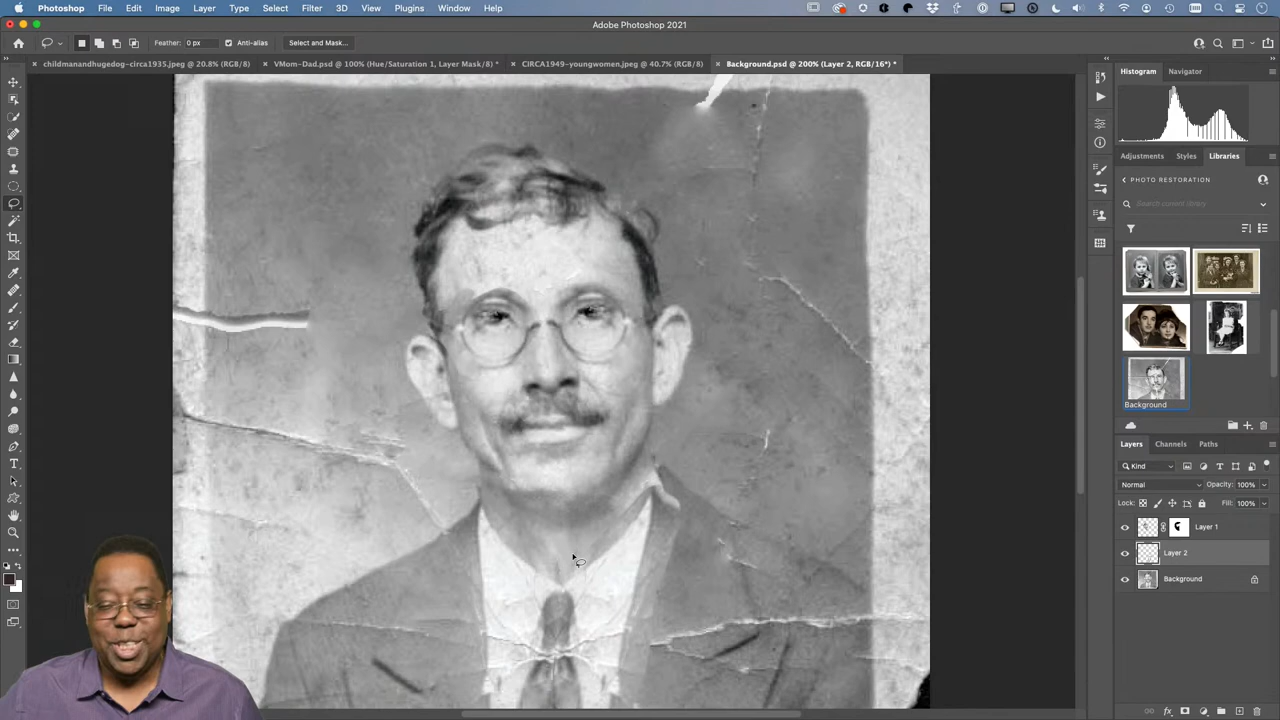 Photoshop File Edit Image Layer Type Select Filter 3D View Plugins Window Help
Adobe Photoshop 2021
Feather: 0 px Anti-alias Select and Mask...
childmanandhugedog-circa1935.jpeg @ 20.8% (RGB/8) VMom-Dad.psd @ 100% (Hue/Saturation 1, Layer Mask/8) * CIRCA1949-youngwomen.jpeg @ 40.7% (RGB/8) Background.psd @ 200% (Layer 2, RGB/16*) *
Histogram Navigator
Adjustments Styles Libraries
PHOTO RESTORATION
Search current library
Background
Layers Channels Paths
Kind
Normal Opacity: 100%
Lock: Fill: 100%
Layer 1
Layer 2
Background